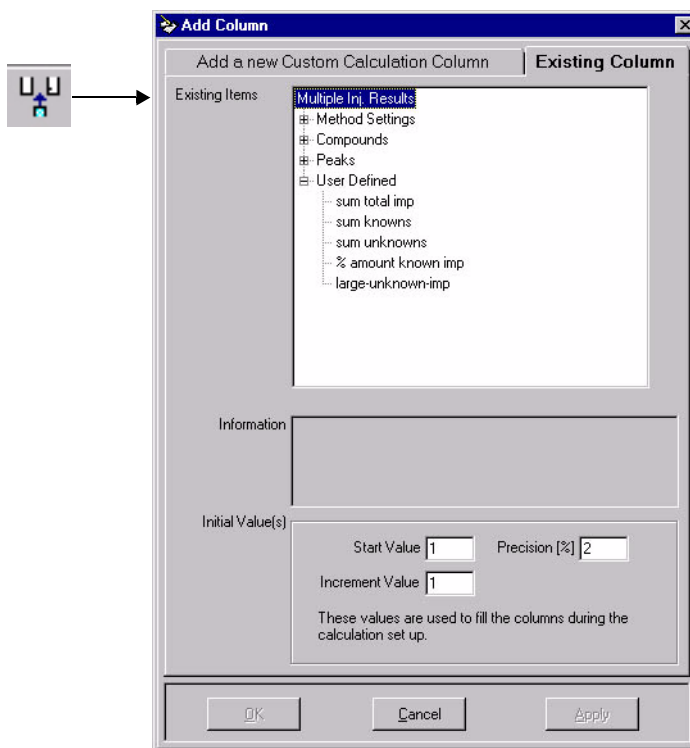 Add Column
Add a new Custom Calculation Column
Existing Column
Existing Items
Multiple Inj. Results
Method Settings
Compounds
Peaks
User Defined
sum total imp
sum knowns
sum unknowns
% amount known imp
large-unknown-imp
Information
Initial Value(s)
Start Value 1 Precision [%] 2
Increment Value 1
These values are used to fill the columns during the
calculation set up.
OK Cancel Apply